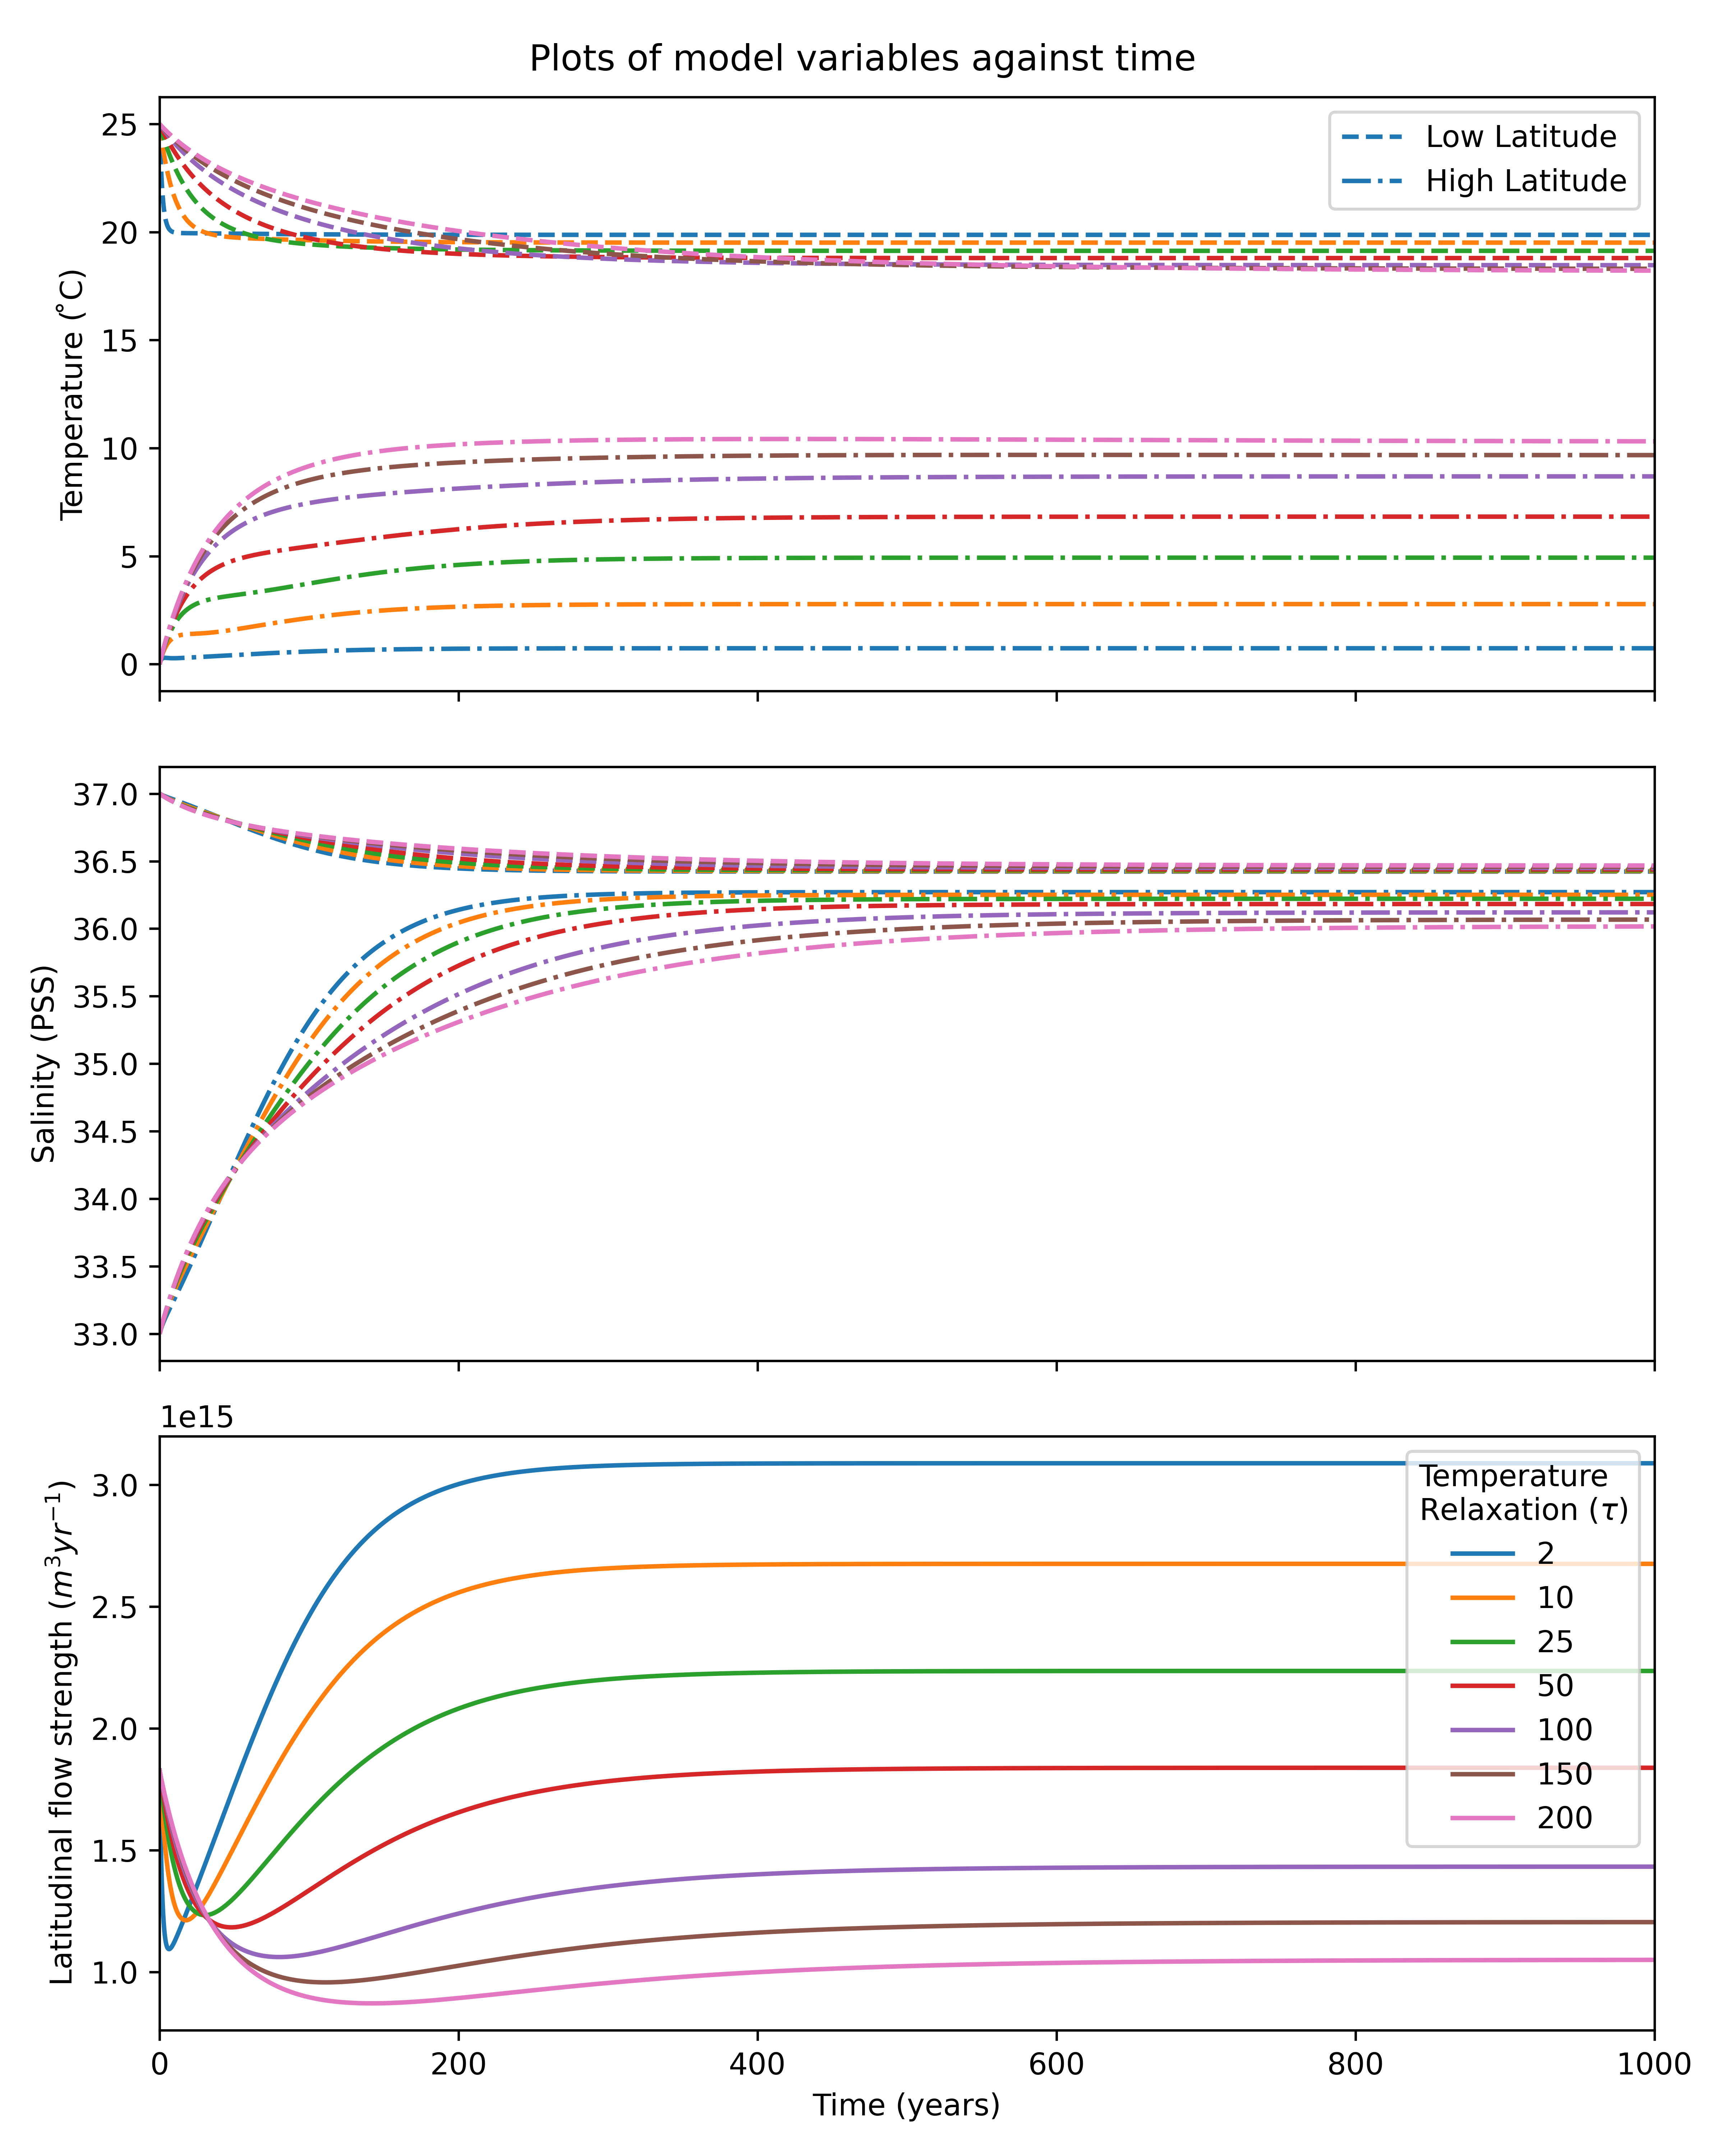 Plots of model variables against time
25
20
15
10
5
0
Temperature (°C)
Low Latitude
High Latitude
37.0
36.5
36.0
35.5
35.0
34.5
34.0
33.5
33.0
Salinity (PSS)
1e15
3.0
2.5
2.0
1.5
1.0
Latitudinal flow strength (m³yr⁻¹)
Temperature
Relaxation (τ)
2
10
25
50
100
150
200
0 200 400 600 800 1000
Time (years)